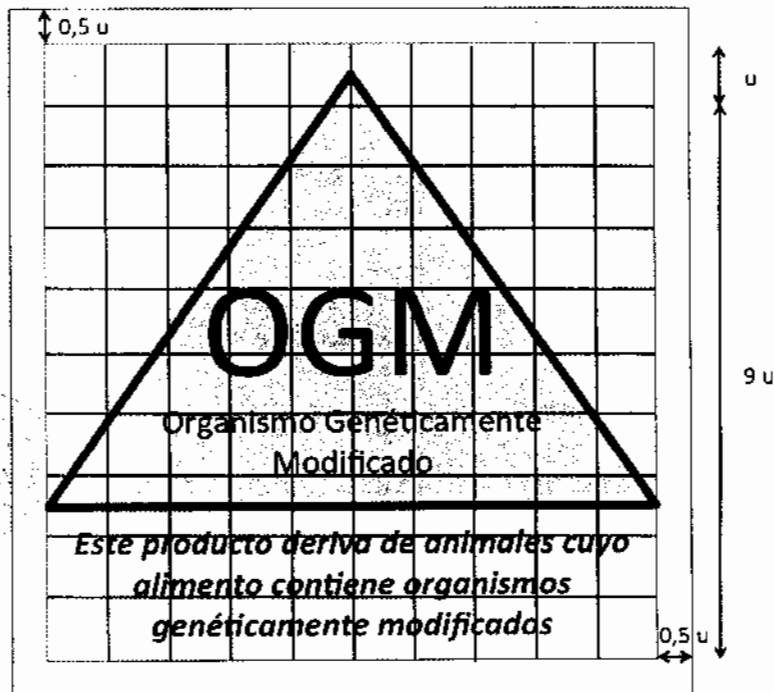 0,5 u
u
OGM
9 u
Organismo Genéticamente
Modificado
Este producto deriva de animales cuyo
alimento contiene organismos
genéticamente modificados
0,5 u